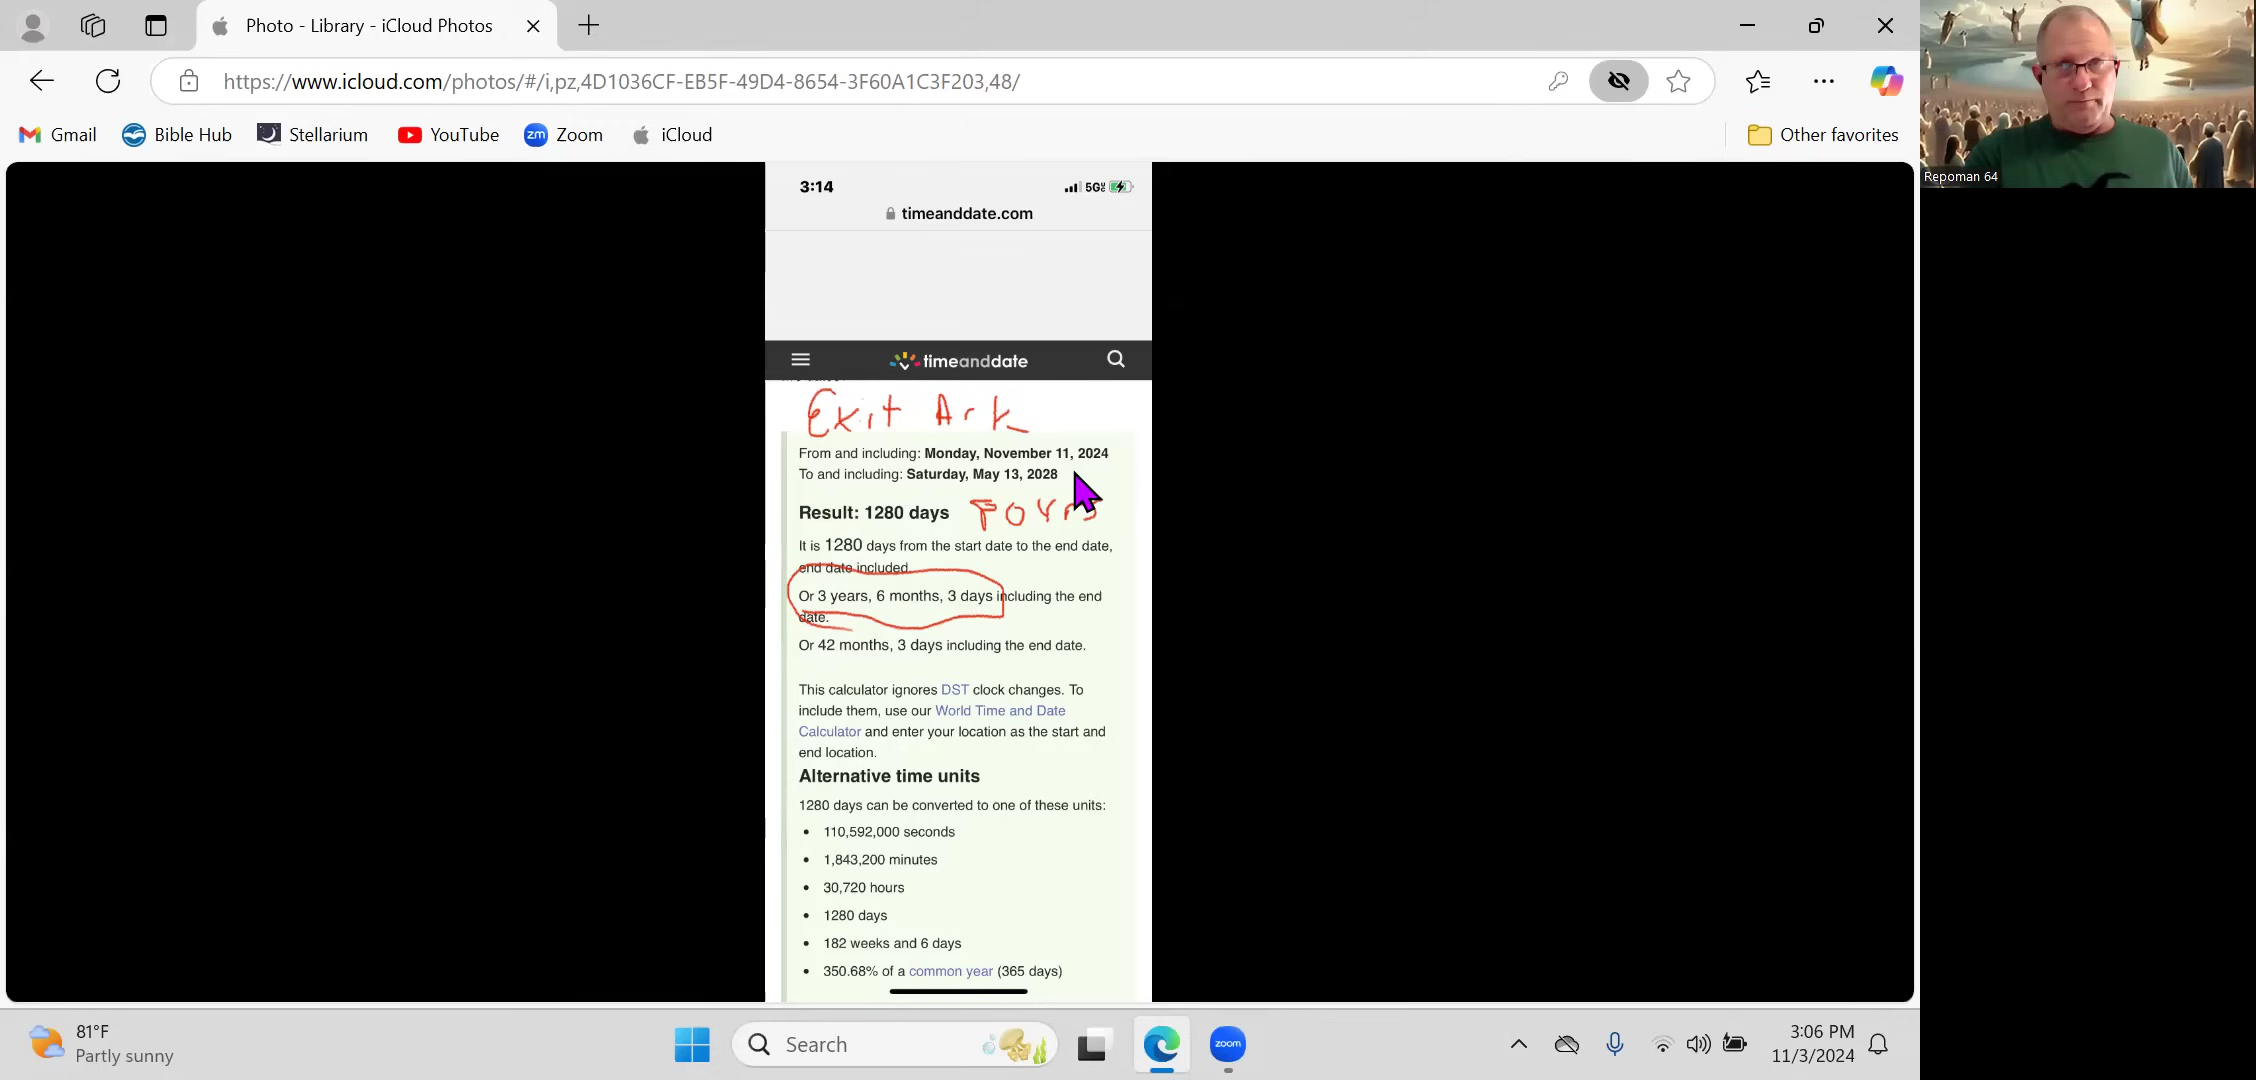 Photo - Library - iCloud Photos
https://www.icloud.com/photos/#/i,pz,4D1036CF-EB5F-49D4-8654-3F60A1C3F203,48/
Gmail Bible Hub Stellarium YouTube zm Zoom iCloud Other favorites
Repoman 64
3:14 5G
timeanddate.com
timeanddate
Exit Ark
From and including: Monday, November 11, 2024
To and including: Saturday, May 13, 2028
Result: 1280 days
It is 1280 days from the start date to the end date,
end date included.
Or 3 years, 6 months, 3 days including the end
date.
Or 42 months, 3 days including the end date.
This calculator ignores DST clock changes. To
include them, use our World Time and Date
Calculator and enter your location as the start and
end location.
Alternative time units
1280 days can be converted to one of these units:
• 110,592,000 seconds
• 1,843,200 minutes
• 30,720 hours
• 1280 days
• 182 weeks and 6 days
• 350.68% of a common year (365 days)
81°F
Partly sunny
Search
zoom
3:06 PM
11/3/2024